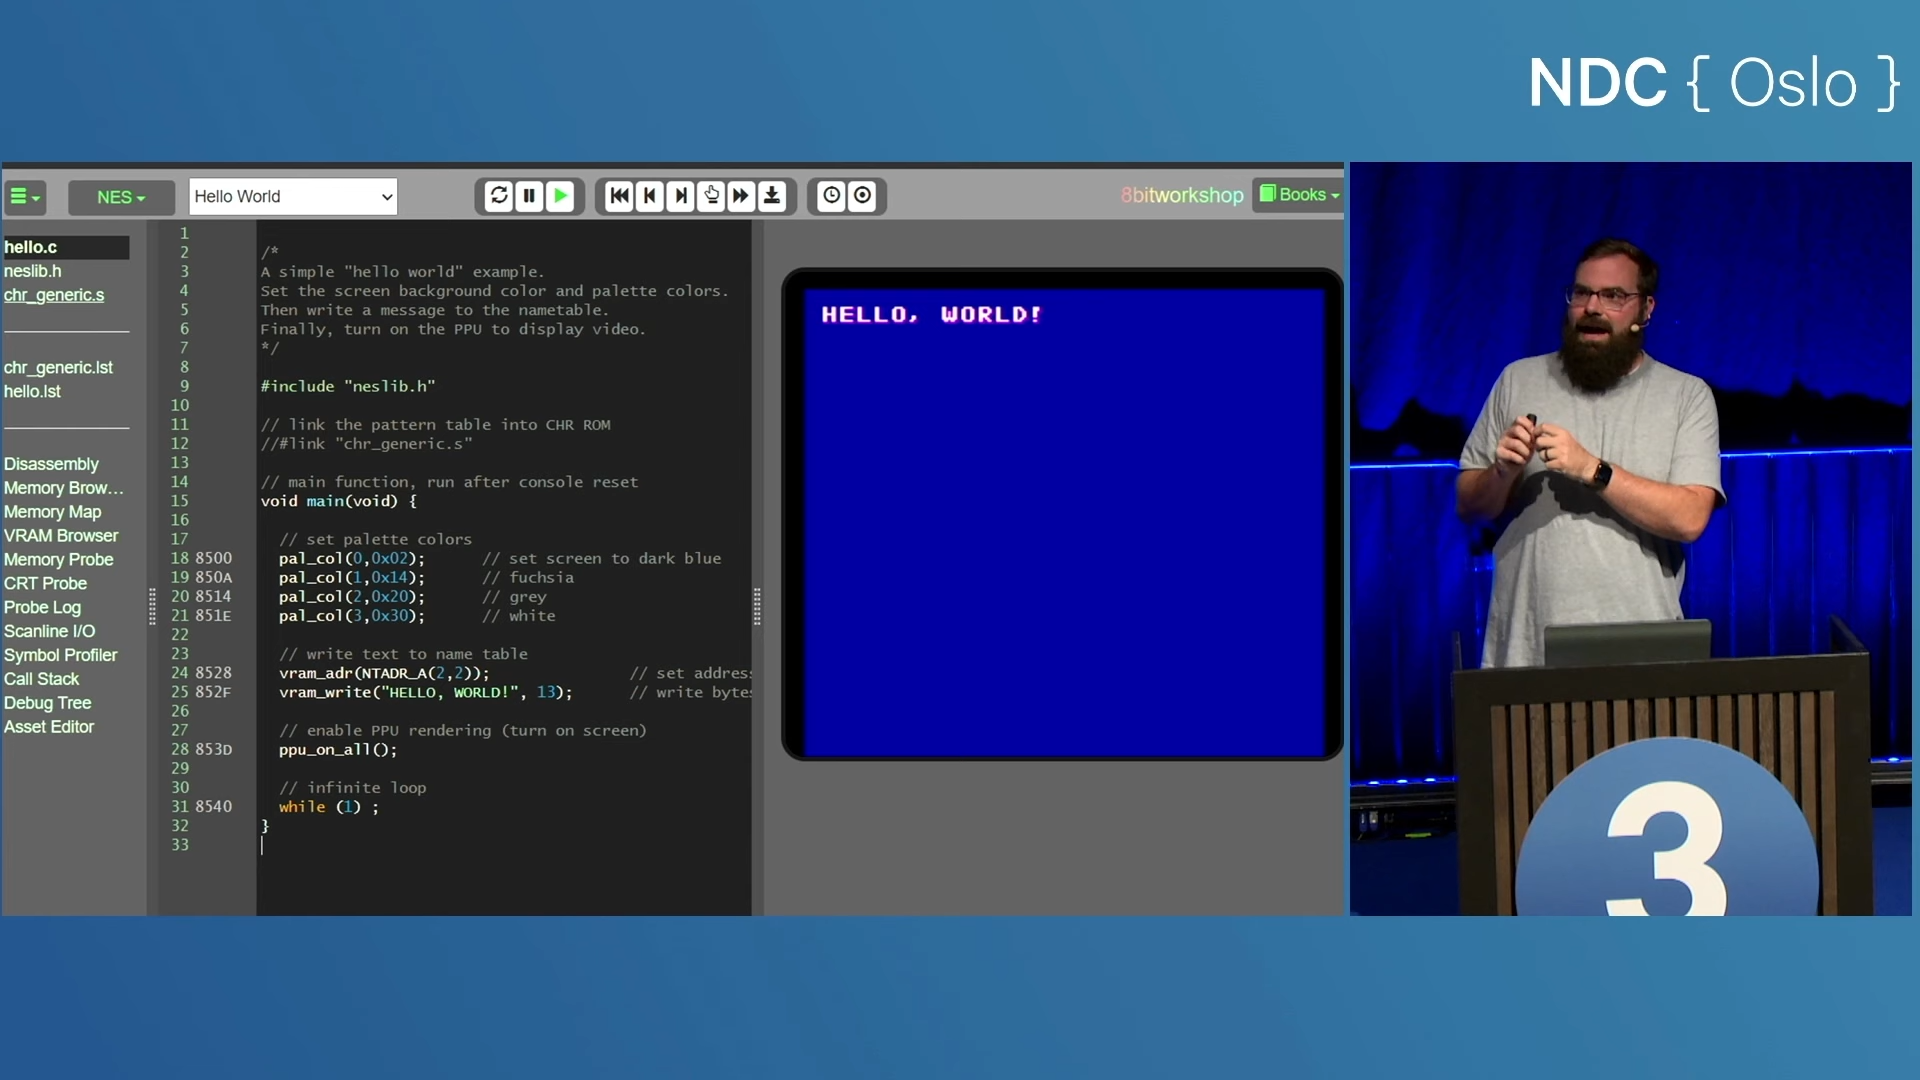 NDC { Oslo }
NES
Hello World
8bitworkshop
Books
hello.c
neslib.h
chr_generic.s
chr_generic.lst
hello.lst
Disassembly
Memory Brow...
Memory Map
VRAM Browser
Memory Probe
CRT Probe
Probe Log
Scanline I/O
Symbol Profiler
Call Stack
Debug Tree
Asset Editor
1
2 /*
3 A simple "hello world" example.
4 Set the screen background color and palette colors.
5 Then write a message to the nametable.
6 Finally, turn on the PPU to display video.
7 */
8
9 #include "neslib.h"
10
11 // link the pattern table into CHR ROM
12 //#link "chr_generic.s"
13
14 // main function, run after console reset
15 void main(void) {
16
17 // set palette colors
18 8500 pal_col(0,0x02); // set screen to dark blue
19 850A pal_col(1,0x14); // fuchsia
20 8514 pal_col(2,0x20); // grey
21 851E pal_col(3,0x30); // white
22
23 // write text to name table
24 8528 vram_adr(NTADR_A(2,2)); // set address
25 852F vram_write("HELLO, WORLD!", 13); // write bytes
26
27 // enable PPU rendering (turn on screen)
28 853D ppu_on_all();
29
30 // infinite loop
31 8540 while (1) ;
32 }
33
HELLO, WORLD!
3